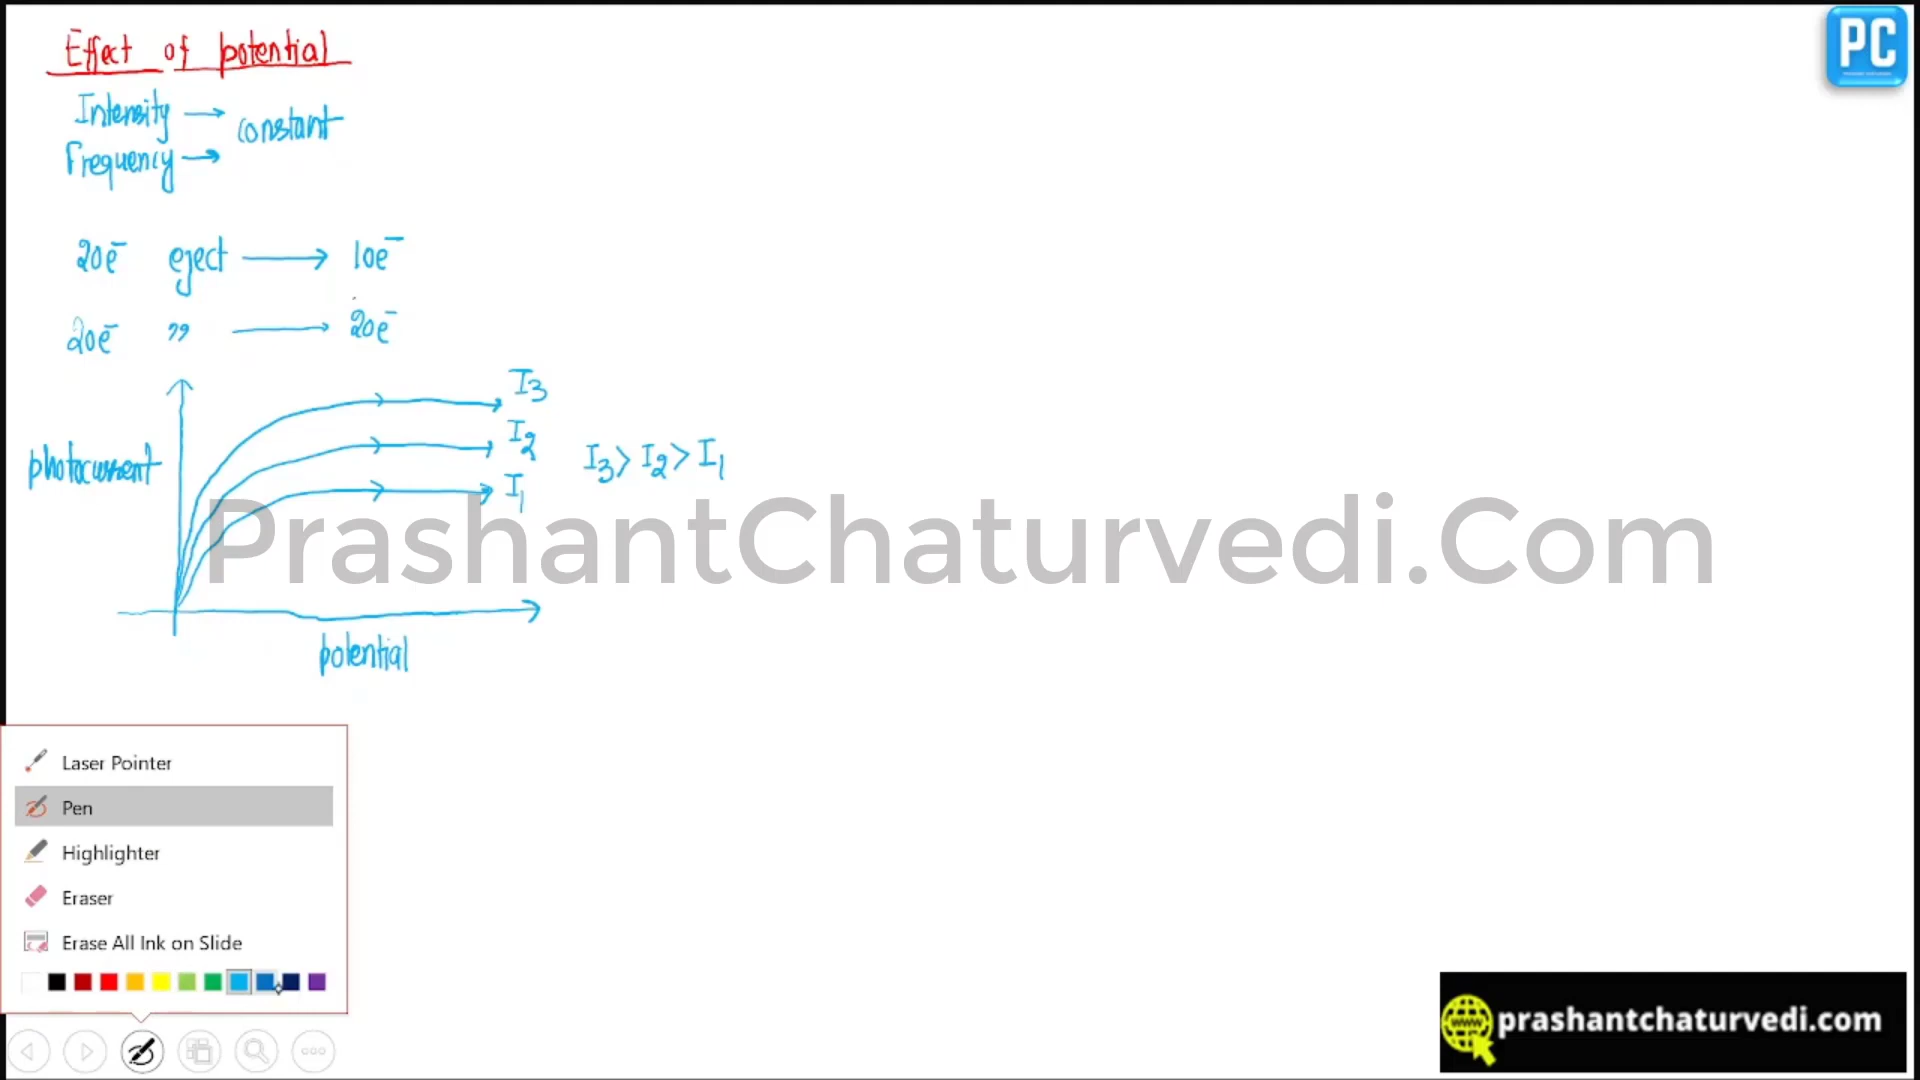 Effect of potential
PC
Intensity → constant
Frequency →
20e⁻ eject → 10e⁻
20e⁻ " → 20e⁻
I₃
I₂
I₃ > I₂ > I₁
photocurrent
I₁
PrashantChaturvedi.Com
potential
Laser Pointer
Pen
Highlighter
Eraser
Erase All Ink on Slide
www prashantchaturvedi.com